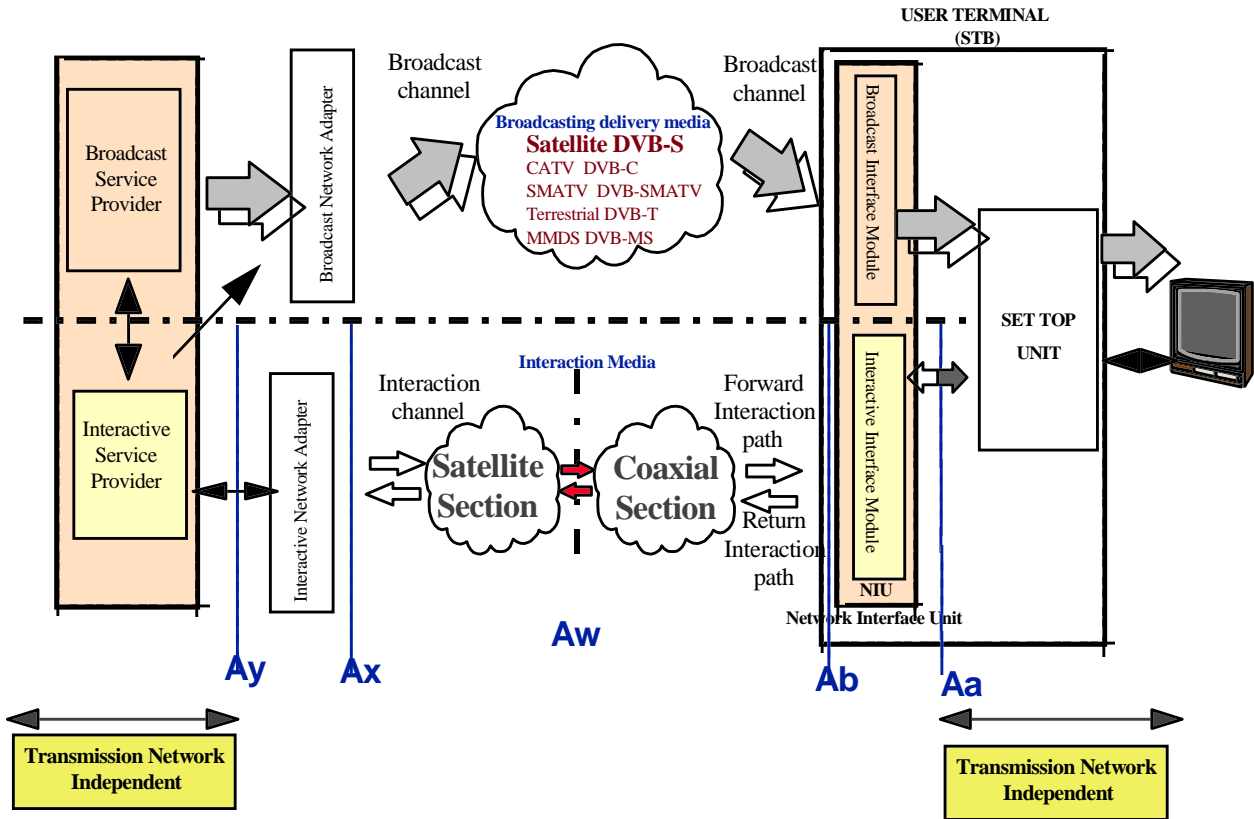 USER TERMINAL
(STB)
Broadcast
Service
Provider
Broadcast Network Adapter
Broadcast
channel
Broadcasting delivery media
Satellite DVB-S
CATV DVB-C
SMATV DVB-SMATV
Terrestrial DVB-T
MMDS DVB-MS
Broadcast
channel
Broadcast Interface Module
SET TOP
UNIT
Interactive
Service
Provider
Interactive Network Adapter
Interaction
channel
Interaction Media
Satellite
Section
Coaxial
Section
Forward
Interaction
path
Return
Interaction
path
Interactive Interface Module
NIU
Network Interface Unit
Ay
Ax
Aw
Ab
Aa
Transmission Network
Independent
Transmission Network
Independent